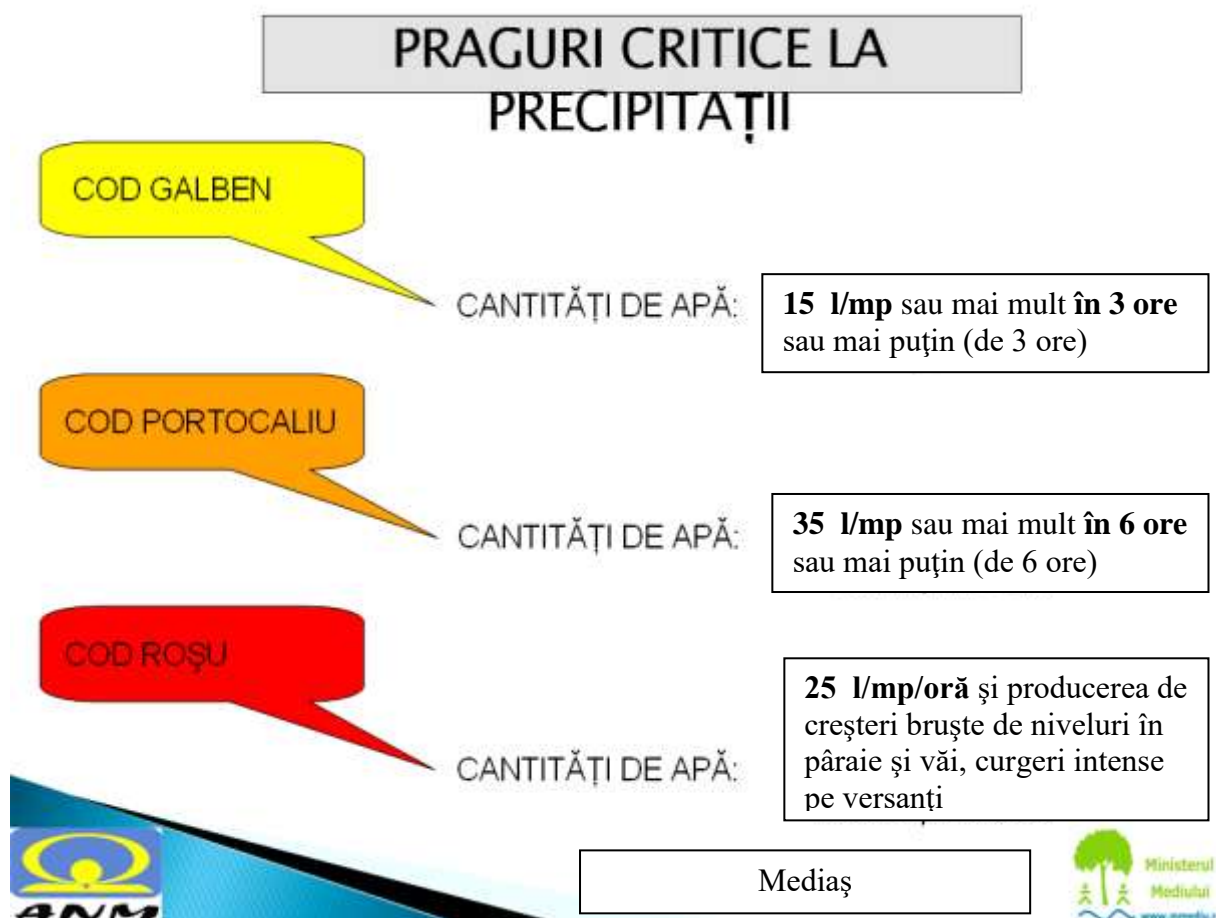 PRAGURI CRITICE LA
PRECIPITAȚII
COD GALBEN
CANTITĂȚI DE APĂ:
15 l/mp sau mai mult în 3 ore
sau mai puţin (de 3 ore)
COD PORTOCALIU
CANTITĂȚI DE APĂ:
35 l/mp sau mai mult în 6 ore
sau mai puţin (de 6 ore)
COD ROŞU
CANTITĂȚI DE APĂ:
25 l/mp/oră şi producerea de
creşteri bruşte de niveluri în
pâraie şi văi, curgeri intense
pe versanți
Mediaş
ANM
Ministerul
Mediului